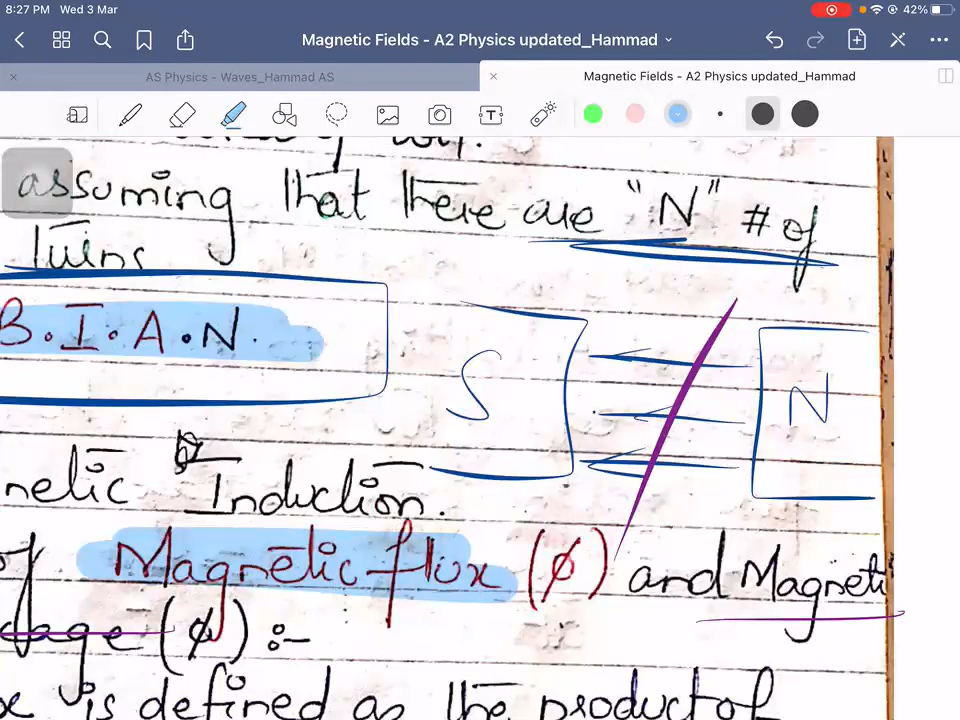 8:27 PM Wed 3 Mar 42%
Magnetic Fields - A2 Physics updated_Hammad
AS Physics - Waves_Hammad AS Magnetic Fields - A2 Physics updated_Hammad
assuming that there are "N" # of
Turns
B.I.A.N.
S N
Induction.
Magnetic flux (φ) and Magneti
(φ) :-
is defined as the product of